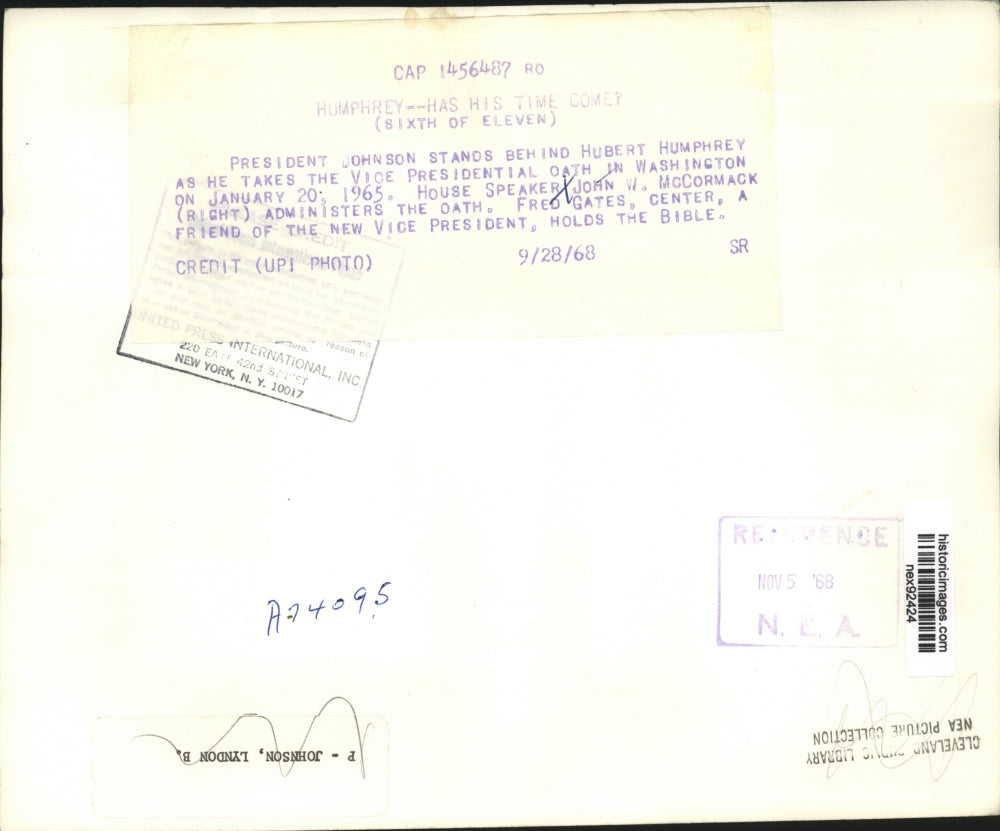 CAP 1456487 RO
HUMPHREY--HAS HIS TIME COME?
(SIXTH OF ELEVEN)
PRESIDENT JOHNSON STANDS BEHIND HUBERT HUMPHREY
AS HE TAKES THE VICE PRESIDENTIAL OATH IN WASHINGTON
ON JANUARY 20, 1965. HOUSE SPEAKER JOHN W. MCCORMACK
(RIGHT) ADMINISTERS THE OATH. FRED GATES, CENTER, A
FRIEND OF THE NEW VICE PRESIDENT, HOLDS THE BIBLE.
CREDIT (UPI PHOTO) 9/28/68 SR
UNITED PRESS INTERNATIONAL, INC.
220 EAST 42nd STREET
NEW YORK, N. Y. 10017
REFERENCE
NOV 5 '68
N. E. A.
historicimages.com
nex92424
A74095
P - JOHNSON, LYNDON B.
CLEVELAND PUBLIC LIBRARY
NEA PICTURE COLLECTION